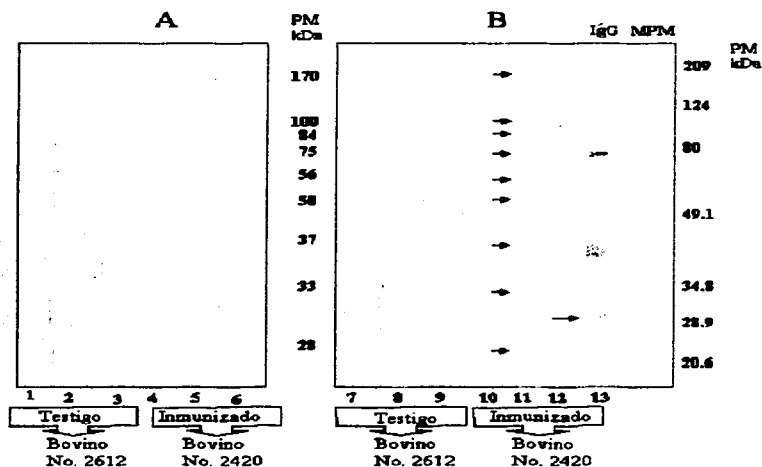 A
PM
kDa
170
100
84
75
56
50
37
33
28
1 2 3 4 5 6
Testigo
Inmunizado
Bovino
No. 2612
Bovino
No. 2420
B
IgG MPM
PM
kDa
209
124
80
49.1
34.8
28.9
20.6
7 8 9 10 11 12 13
Testigo
Inmunizado
Bovino
No. 2612
Bovino
No. 2420